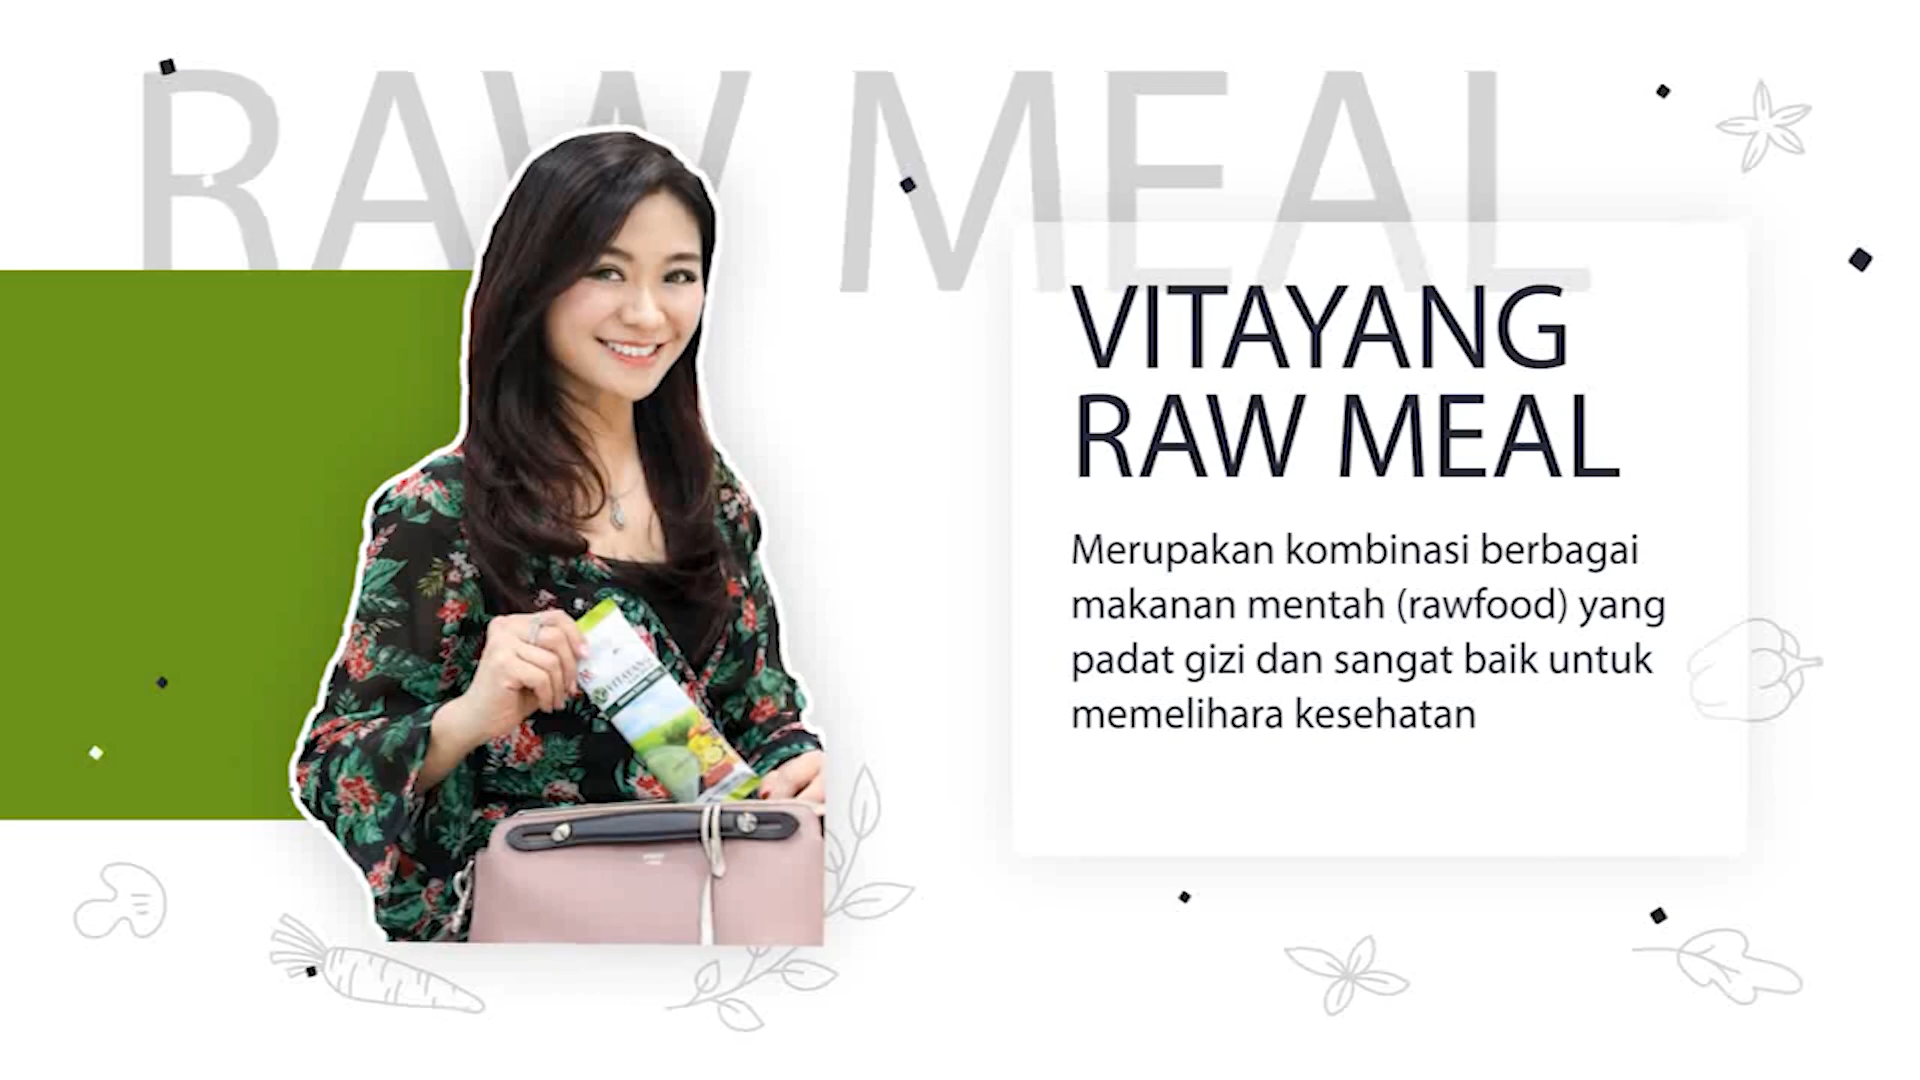 RAW MEAL
VITAYANG
RAW MEAL
Merupakan kombinasi berbagai
makanan mentah (rawfood) yang
padat gizi dan sangat baik untuk
memelihara kesehatan
VITAYANG